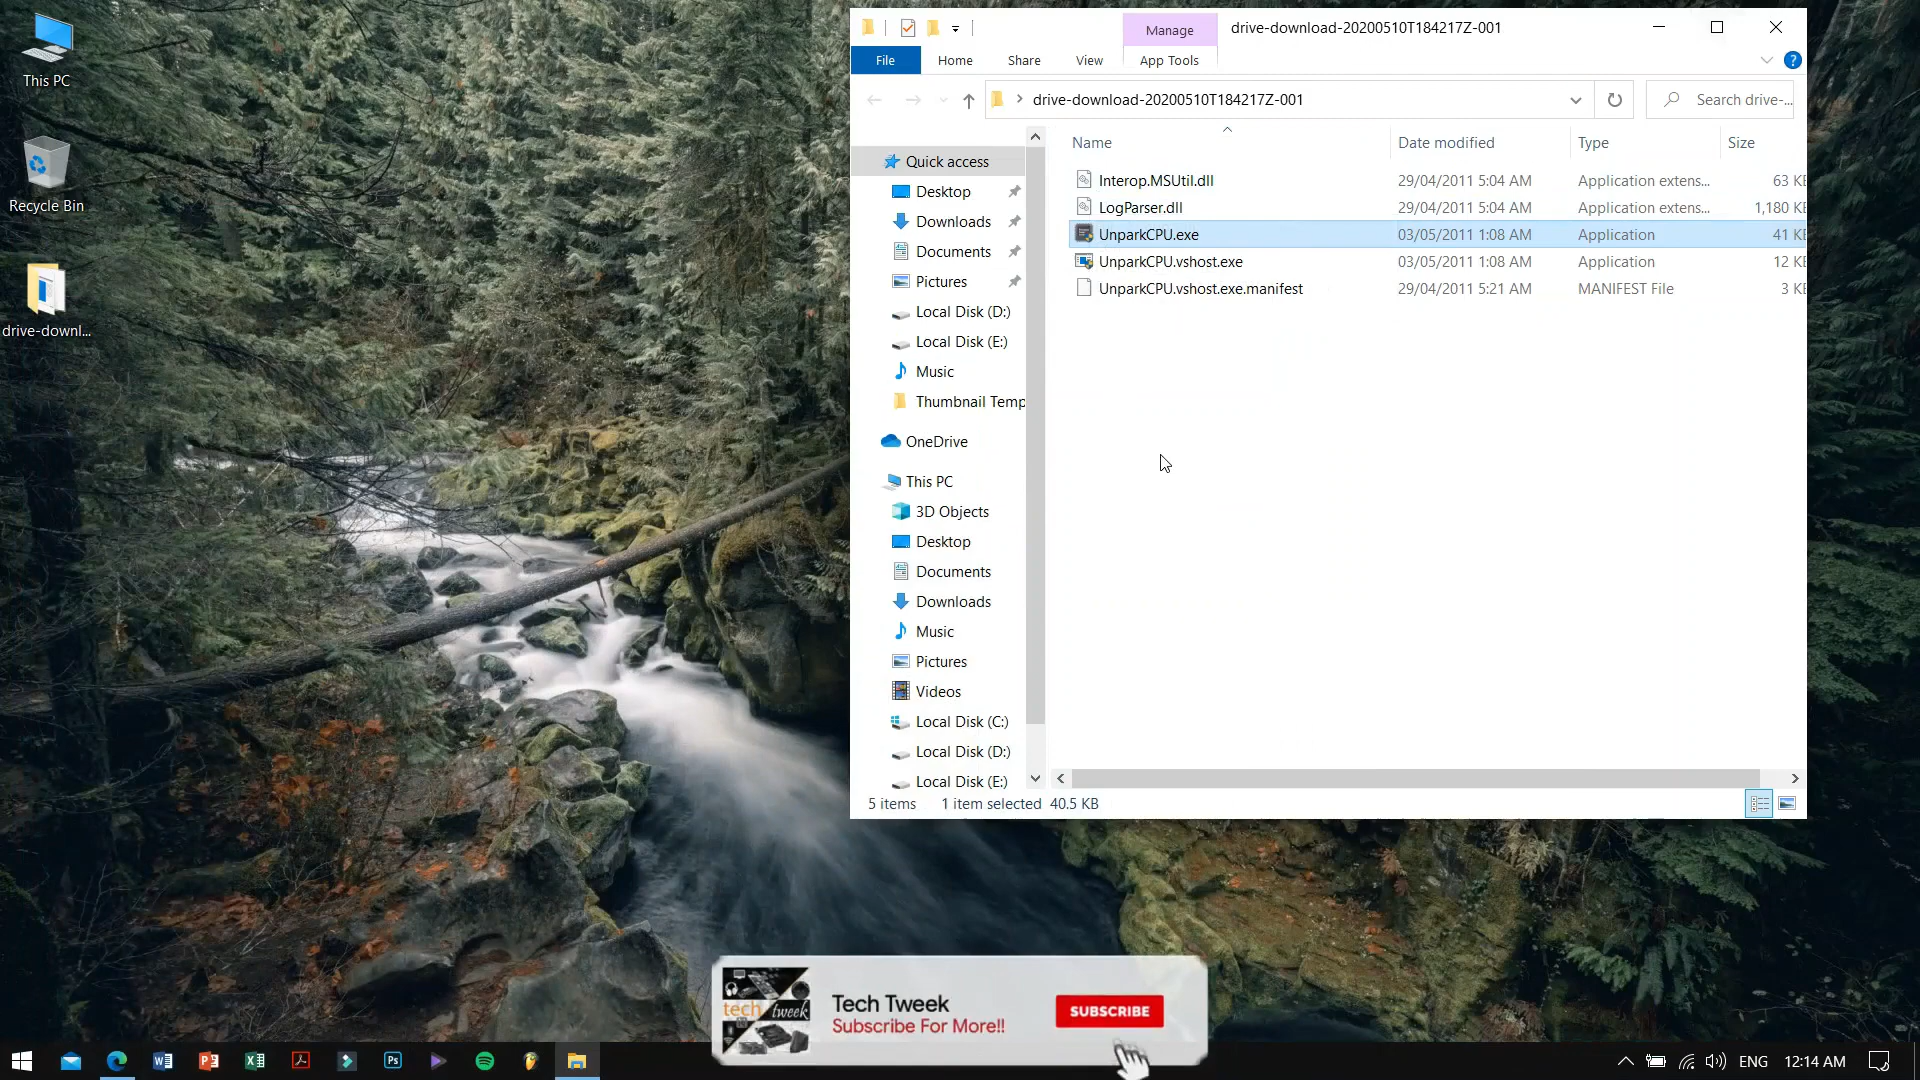 This PC
Recycle Bin
drive-downl...
Manage
drive-download-20200510T184217Z-001
File
Home
Share
View
App Tools
drive-download-20200510T184217Z-001
Search drive-...
Quick access
Desktop
Downloads
Documents
Pictures
Local Disk (D:)
Local Disk (E:)
Music
Thumbnail Temp
OneDrive
This PC
3D Objects
Desktop
Documents
Downloads
Music
Pictures
Videos
Local Disk (C:)
Local Disk (D:)
Local Disk (E:)
Name Date modified Type Size
Interop.MSUtil.dll 29/04/2011 5:04 AM Application extens... 63 KB
LogParser.dll 29/04/2011 5:04 AM Application extens... 1,180 KB
UnparkCPU.exe 03/05/2011 1:08 AM Application 41 KB
UnparkCPU.vshost.exe 03/05/2011 1:08 AM Application 12 KB
UnparkCPU.vshost.exe.manifest 29/04/2011 5:21 AM MANIFEST File 3 KB
5 items 1 item selected 40.5 KB
tech tweek
Tech Tweek
Subscribe For More!!
SUBSCRIBE
ENG 12:14 AM